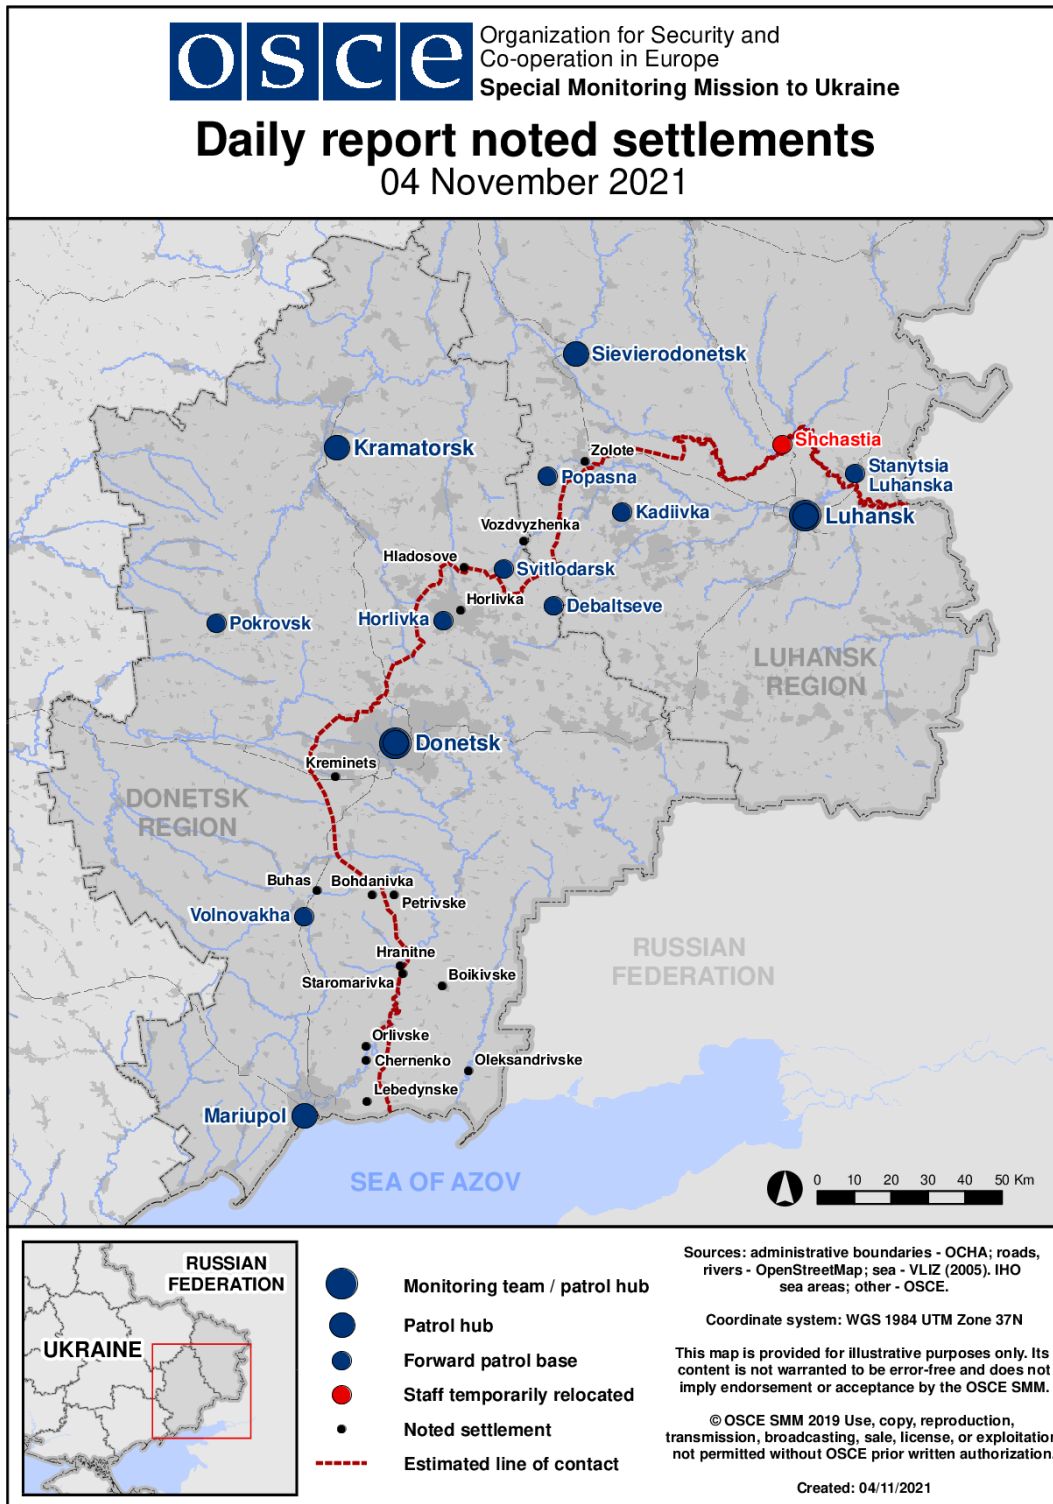 osce
Organization for Security and
Co-operation in Europe
Special Monitoring Mission to Ukraine
Daily report noted settlements
04 November 2021
Sievierodonetsk
Kramatorsk
Shchastia
Zolote
Stanytsia
Luhanska
Popasna
Kadiivka
Luhansk
Vozdvyzhenka
Hladosove
Svitlodarsk
Horlivka
Debaltseve
Horlivka
Pokrovsk
LUHANSK
REGION
Donetsk
Kreminets
DONETSK
REGION
Buhas
Bohdanivka
Petrivske
Volnovakha
Hranitne
RUSSIAN
FEDERATION
Staromarivka
Boikivske
Orlivske
Chernenko
Oleksandrivske
Lebedynske
Mariupol
SEA OF AZOV
0 10 20 30 40 50 Km
RUSSIAN
FEDERATION
UKRAINE
Monitoring team / patrol hub
Patrol hub
Forward patrol base
Staff temporarily relocated
Noted settlement
Estimated line of contact
Sources: administrative boundaries - OCHA; roads,
rivers - OpenStreetMap; sea - VLIZ (2005). IHO
sea areas; other - OSCE.
Coordinate system: WGS 1984 UTM Zone 37N
This map is provided for illustrative purposes only. Its
content is not warranted to be error-free and does not
imply endorsement or acceptance by the OSCE SMM.
© OSCE SMM 2019 Use, copy, reproduction,
transmission, broadcasting, sale, license, or exploitation
not permitted without OSCE prior written authorization.
Created: 04/11/2021